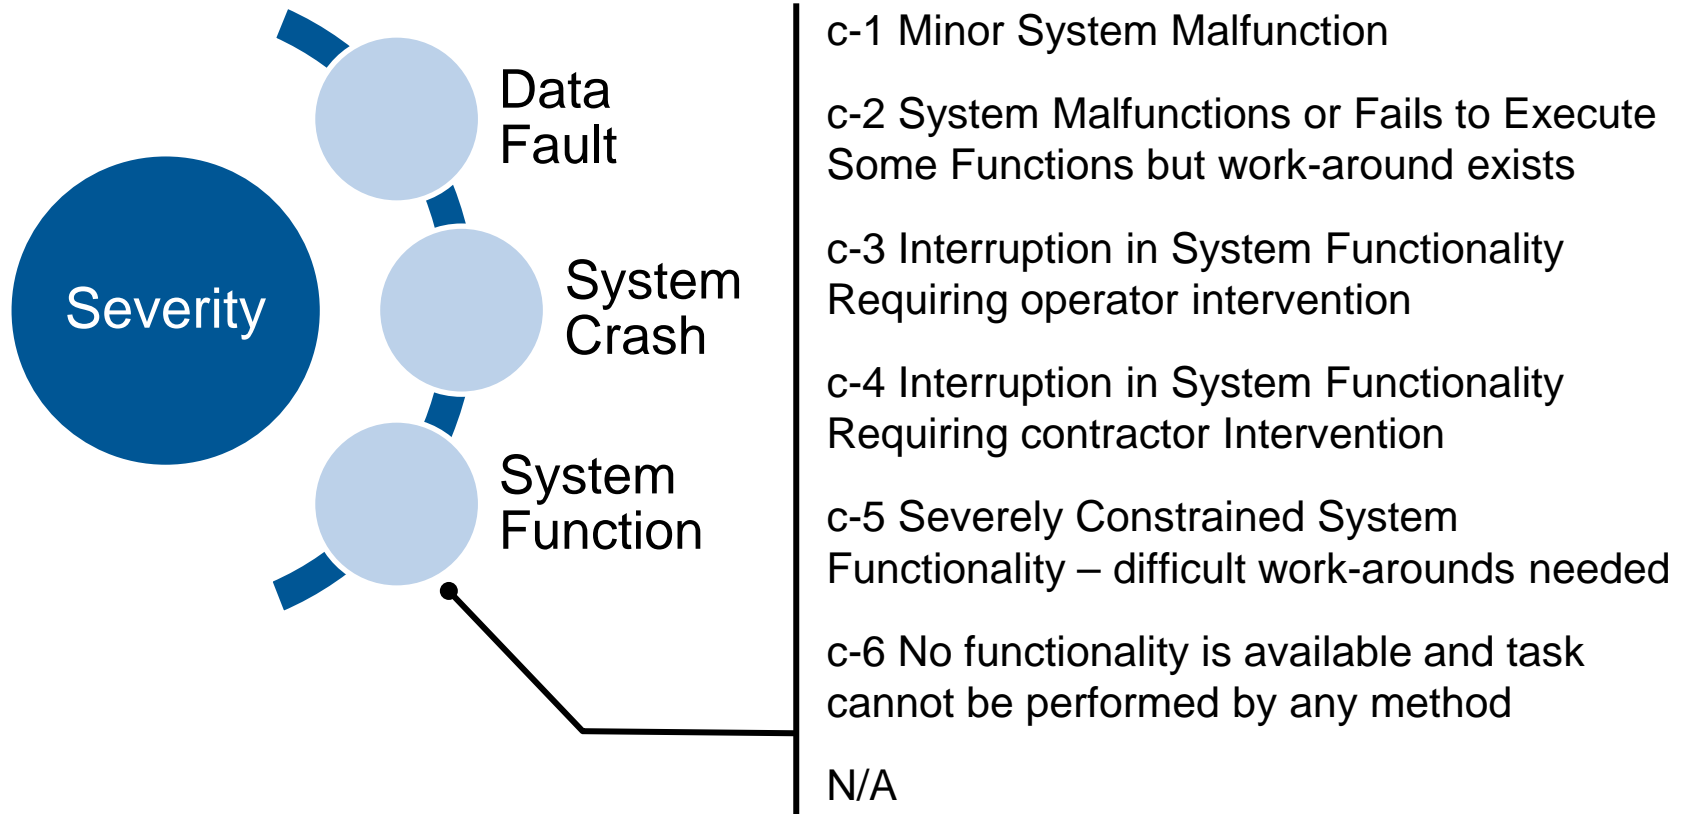 Severity
Data
Fault
System
Crash
System
Function
c-1 Minor System Malfunction
c-2 System Malfunctions or Fails to Execute
Some Functions but work-around exists
c-3 Interruption in System Functionality
Requiring operator intervention
c-4 Interruption in System Functionality
Requiring contractor Intervention
c-5 Severely Constrained System
Functionality – difficult work-arounds needed
c-6 No functionality is available and task
cannot be performed by any method
N/A